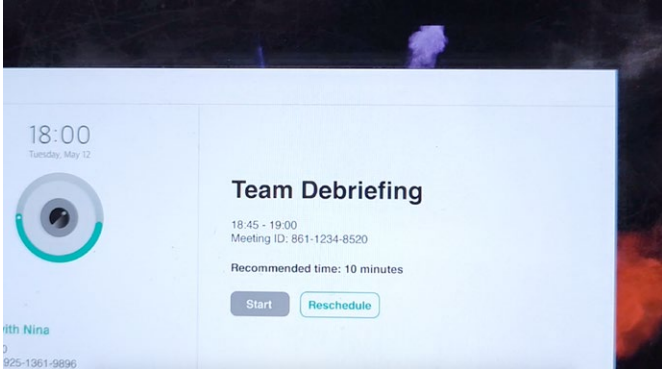 18:00
Tuesday, May 12
Team Debriefing
18:45 - 19:00
Meeting ID: 861-1234-8520
Recommended time: 10 minutes
Start
Reschedule
with Nina
925-1361-9896